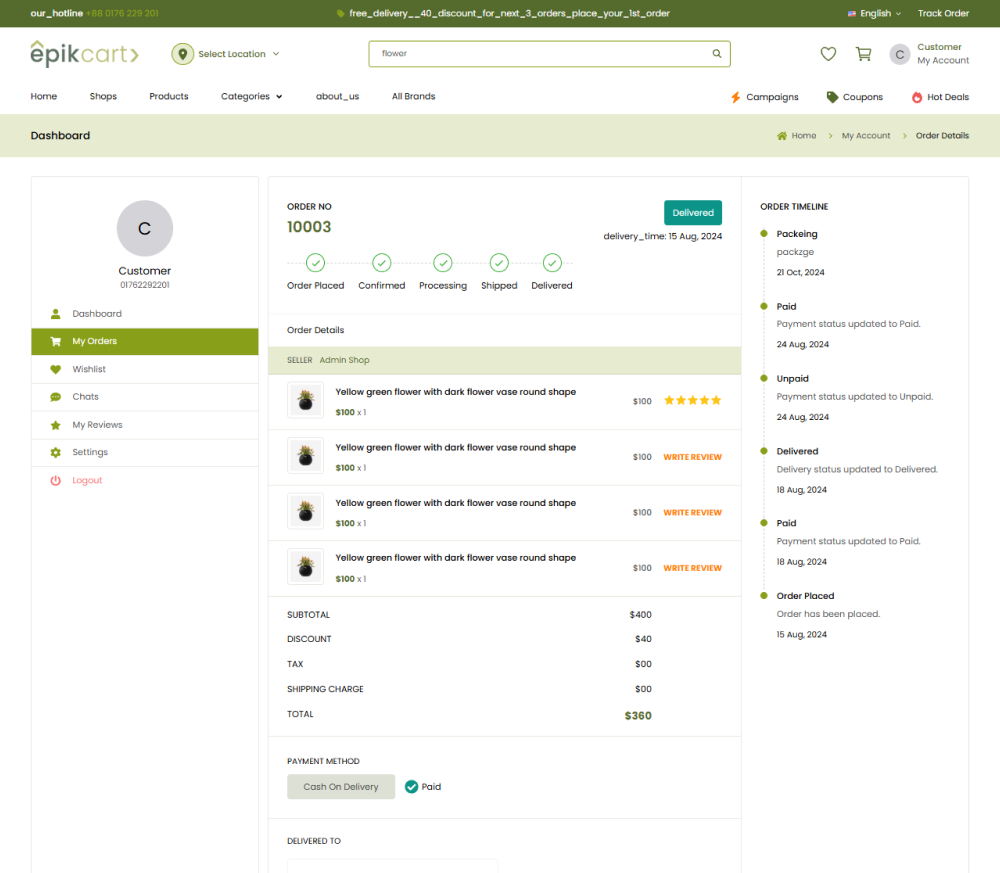 our_hotline +88 0176 229 201
free_delivery__40_discount_for_next_3_orders_place_your_1st_order
English
Track Order
epikcart
Select Location
flower
C
Customer
My Account
Home
Shops
Products
Categories
about_us
All Brands
Campaigns
Coupons
Hot Deals
Dashboard
Home
My Account
Order Details
C
Customer
01762292201
Dashboard
My Orders
Wishlist
Chats
My Reviews
Settings
Logout
ORDER NO
10003
Delivered
delivery_time: 15 Aug, 2024
Order Placed
Confirmed
Processing
Shipped
Delivered
Order Details
SELLER Admin Shop
Yellow green flower with dark flower vase round shape
$100 x 1
$100
Yellow green flower with dark flower vase round shape
$100 x 1
$100
WRITE REVIEW
Yellow green flower with dark flower vase round shape
$100 x 1
$100
WRITE REVIEW
Yellow green flower with dark flower vase round shape
$100 x 1
$100
WRITE REVIEW
SUBTOTAL $400
DISCOUNT $40
TAX $00
SHIPPING CHARGE $00
TOTAL $360
PAYMENT METHOD
Cash On Delivery
Paid
DELIVERED TO
ORDER TIMELINE
Packeing
packzge
21 Oct, 2024
Paid
Payment status updated to Paid.
24 Aug, 2024
Unpaid
Payment status updated to Unpaid.
24 Aug, 2024
Delivered
Delivery status updated to Delivered.
18 Aug, 2024
Paid
Payment status updated to Paid.
18 Aug, 2024
Order Placed
Order has been placed.
15 Aug, 2024